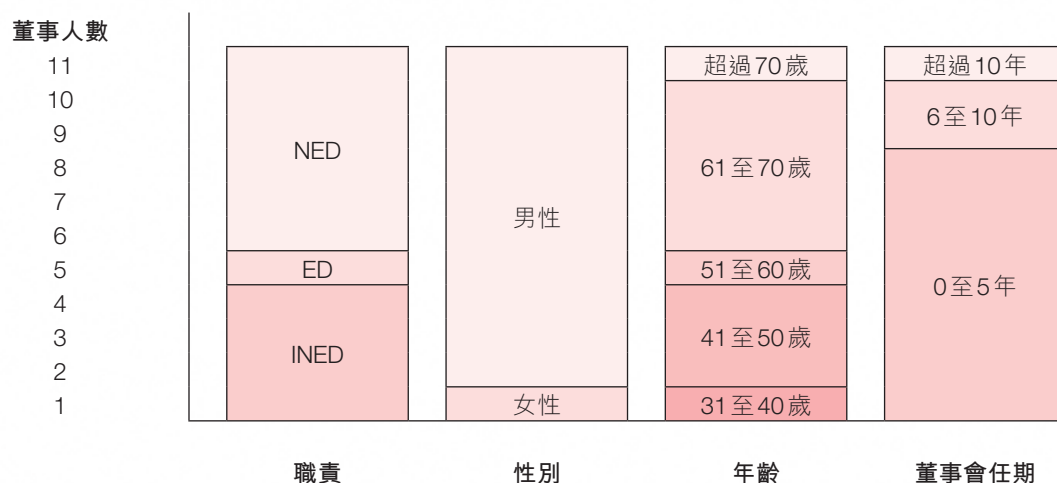 董事人數
11 超過70歲 超過10年
10
9 6至10年
NED
8 61至70歲
7
男性
6
5 ED 51至60歲
0至5年
4
3 41至50歲
INED
2
1 女性 31至40歲
職責 性別 年齡 董事會任期